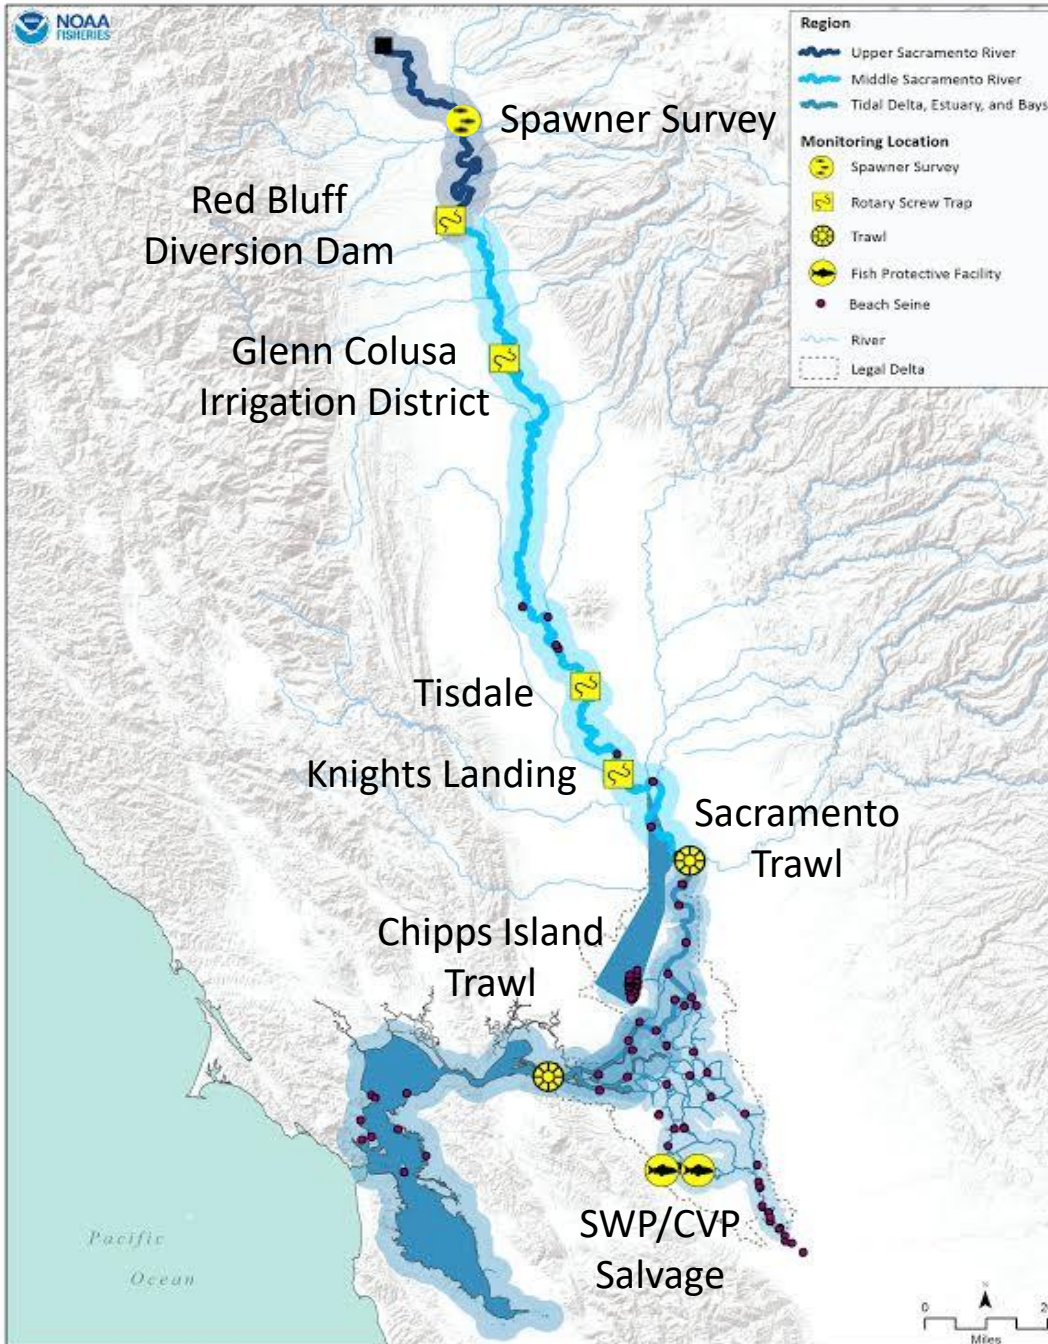 NOAA
FISHERIES
Region
Upper Sacramento River
Middle Sacramento River
Tidal Delta, Estuary, and Bays
Monitoring Location
Spawner Survey
Rotary Screw Trap
Trawl
Fish Protective Facility
Beach Seine
River
Legal Delta
Spawner Survey
Red Bluff
Diversion Dam
Glenn Colusa
Irrigation District
Tisdale
Knights Landing
Sacramento
Trawl
Chipps Island
Trawl
SWP/CVP
Salvage
Pacific
Ocean
N
0
Miles